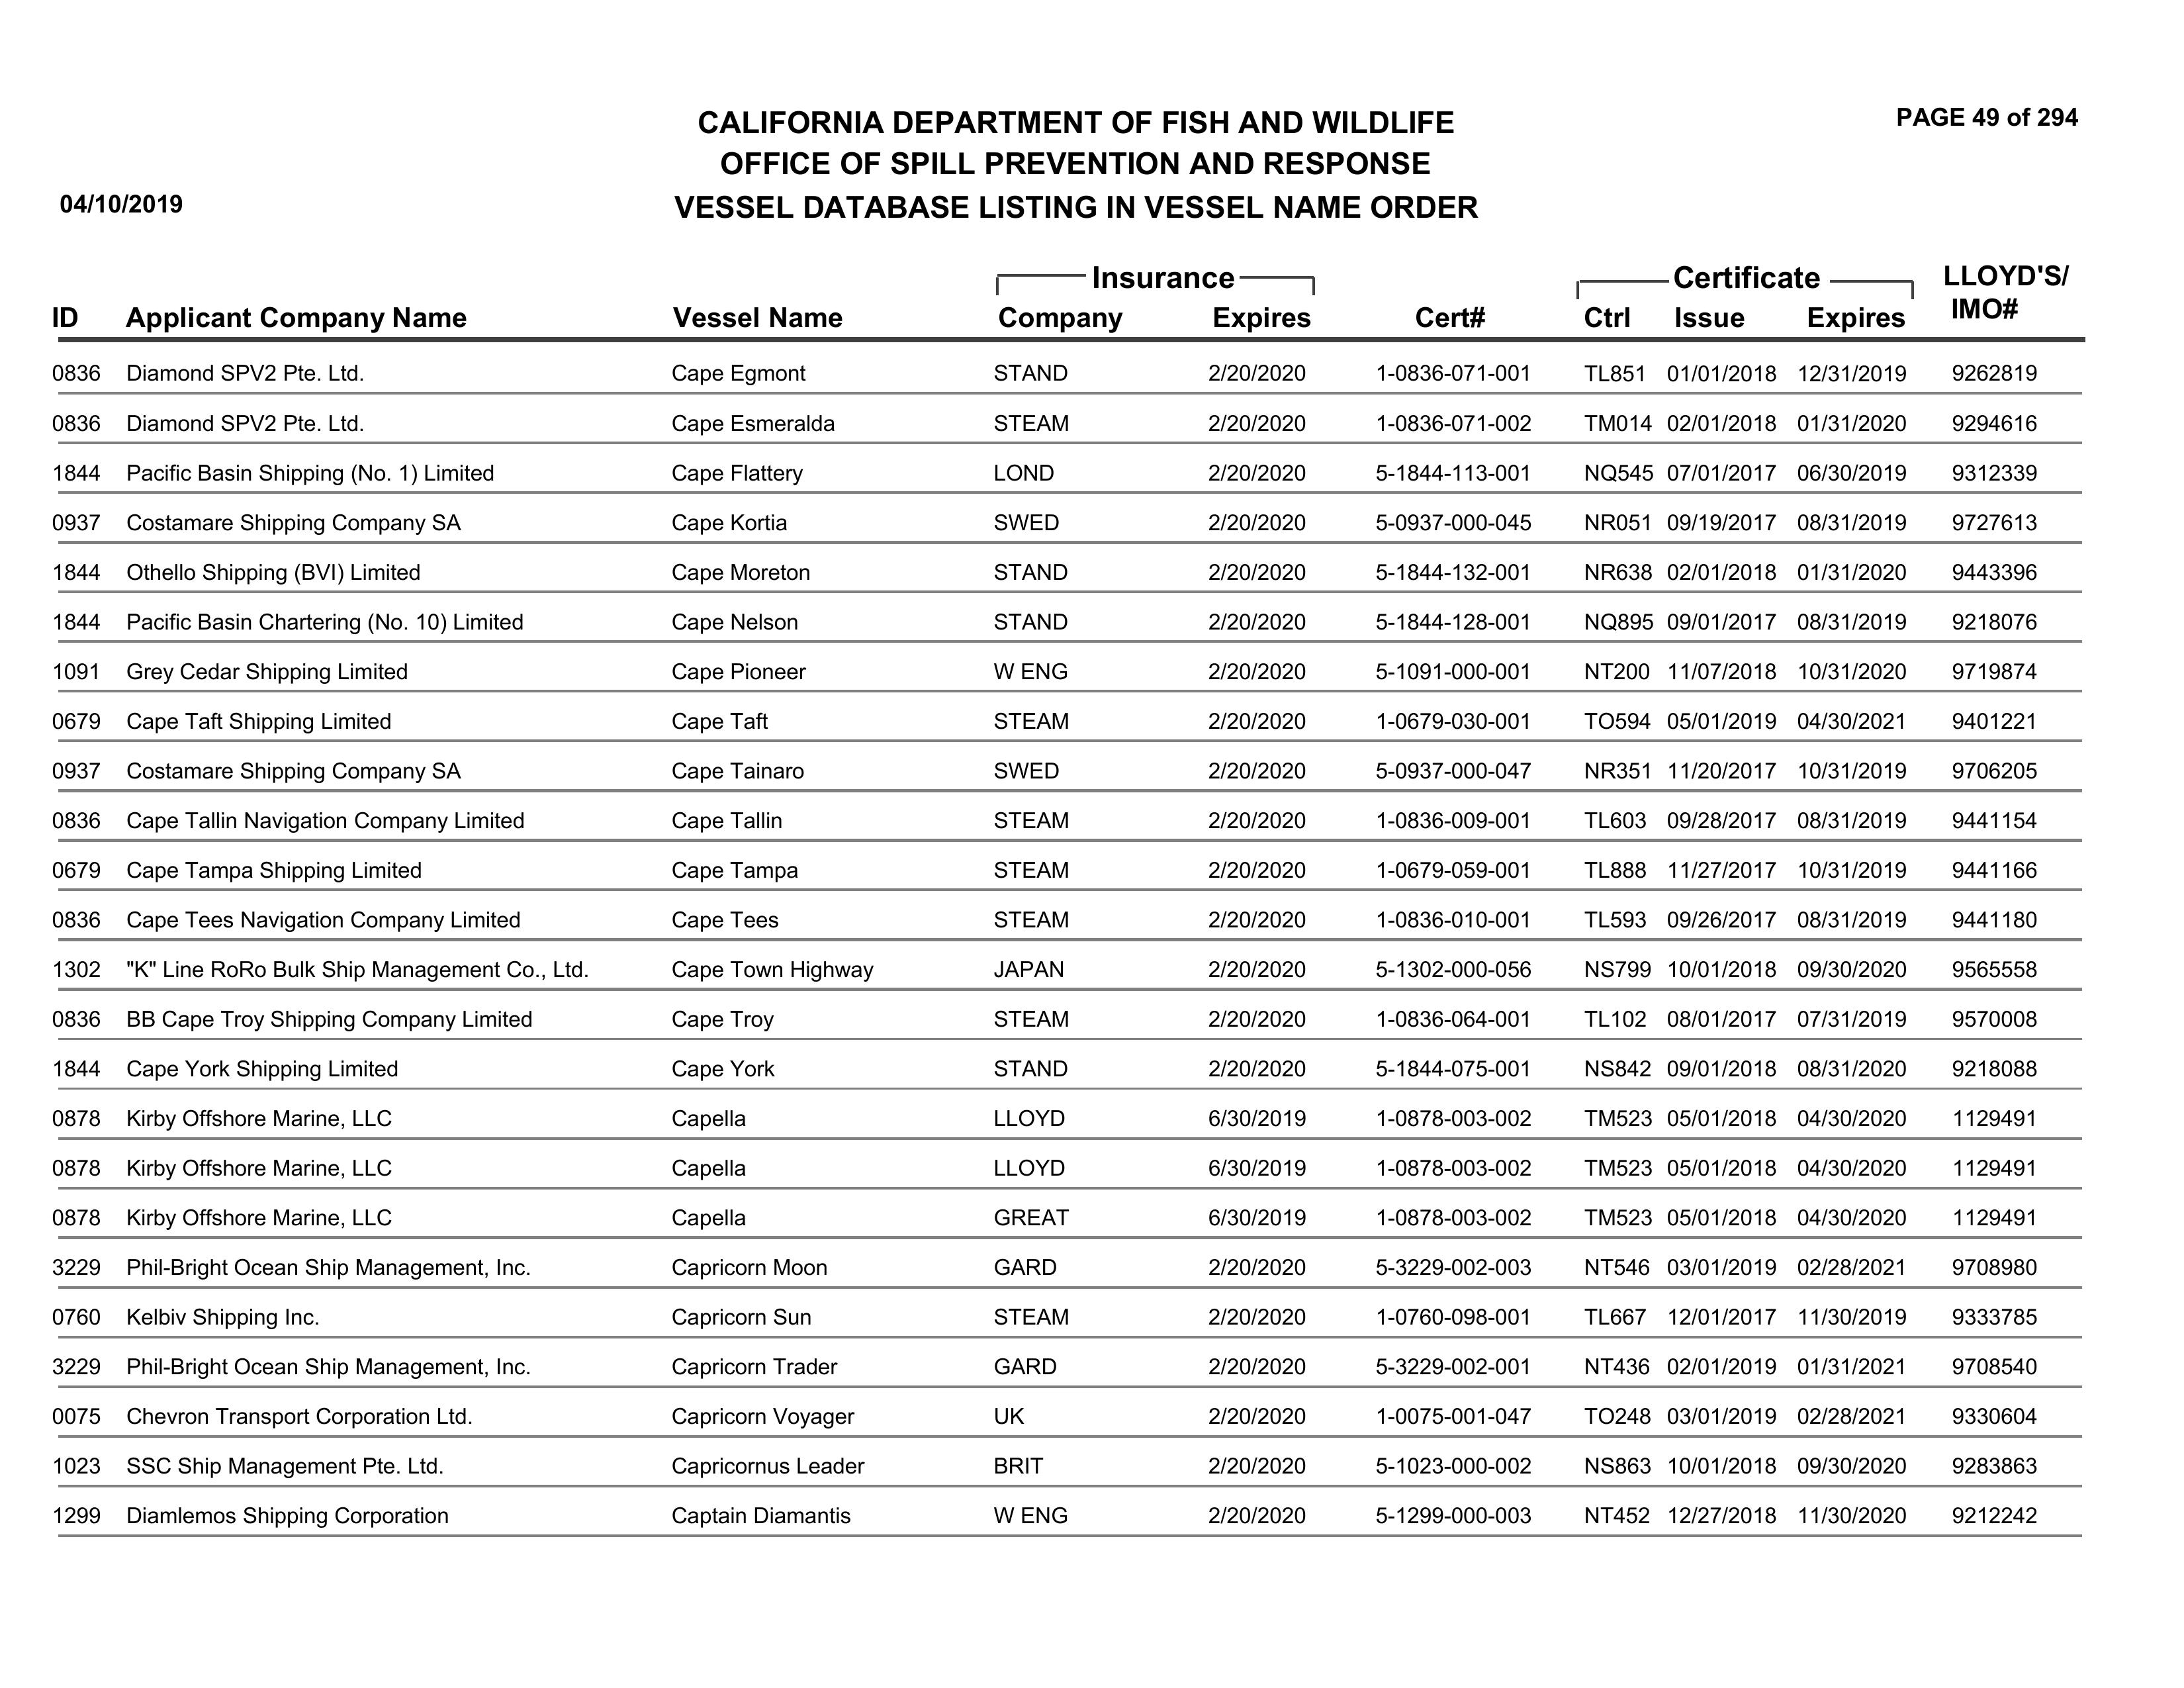 PAGE 49 of 294
CALIFORNIA DEPARTMENT OF FISH AND WILDLIFE
OFFICE OF SPILL PREVENTION AND RESPONSE
04/10/2019 VESSEL DATABASE LISTING IN VESSEL NAME ORDER
Insurance Certificate LLOYD'S/
ID Applicant Company Name Vessel Name Company Expires Cert# Ctrl Issue Expires IMO#
0836 Diamond SPV2 Pte. Ltd. Cape Egmont STAND 2/20/2020 1-0836-071-001 TL851 01/01/2018 12/31/2019 9262819
0836 Diamond SPV2 Pte. Ltd. Cape Esmeralda STEAM 2/20/2020 1-0836-071-002 TM014 02/01/2018 01/31/2020 9294616
1844 Pacific Basin Shipping (No. 1) Limited Cape Flattery LOND 2/20/2020 5-1844-113-001 NQ545 07/01/2017 06/30/2019 9312339
0937 Costamare Shipping Company SA Cape Kortia SWED 2/20/2020 5-0937-000-045 NR051 09/19/2017 08/31/2019 9727613
1844 Othello Shipping (BVI) Limited Cape Moreton STAND 2/20/2020 5-1844-132-001 NR638 02/01/2018 01/31/2020 9443396
1844 Pacific Basin Chartering (No. 10) Limited Cape Nelson STAND 2/20/2020 5-1844-128-001 NQ895 09/01/2017 08/31/2019 9218076
1091 Grey Cedar Shipping Limited Cape Pioneer W ENG 2/20/2020 5-1091-000-001 NT200 11/07/2018 10/31/2020 9719874
0679 Cape Taft Shipping Limited Cape Taft STEAM 2/20/2020 1-0679-030-001 TO594 05/01/2019 04/30/2021 9401221
0937 Costamare Shipping Company SA Cape Tainaro SWED 2/20/2020 5-0937-000-047 NR351 11/20/2017 10/31/2019 9706205
0836 Cape Tallin Navigation Company Limited Cape Tallin STEAM 2/20/2020 1-0836-009-001 TL603 09/28/2017 08/31/2019 9441154
0679 Cape Tampa Shipping Limited Cape Tampa STEAM 2/20/2020 1-0679-059-001 TL888 11/27/2017 10/31/2019 9441166
0836 Cape Tees Navigation Company Limited Cape Tees STEAM 2/20/2020 1-0836-010-001 TL593 09/26/2017 08/31/2019 9441180
1302 "K" Line RoRo Bulk Ship Management Co., Ltd. Cape Town Highway JAPAN 2/20/2020 5-1302-000-056 NS799 10/01/2018 09/30/2020 9565558
0836 BB Cape Troy Shipping Company Limited Cape Troy STEAM 2/20/2020 1-0836-064-001 TL102 08/01/2017 07/31/2019 9570008
1844 Cape York Shipping Limited Cape York STAND 2/20/2020 5-1844-075-001 NS842 09/01/2018 08/31/2020 9218088
0878 Kirby Offshore Marine, LLC Capella LLOYD 6/30/2019 1-0878-003-002 TM523 05/01/2018 04/30/2020 1129491
0878 Kirby Offshore Marine, LLC Capella LLOYD 6/30/2019 1-0878-003-002 TM523 05/01/2018 04/30/2020 1129491
0878 Kirby Offshore Marine, LLC Capella GREAT 6/30/2019 1-0878-003-002 TM523 05/01/2018 04/30/2020 1129491
3229 Phil-Bright Ocean Ship Management, Inc. Capricorn Moon GARD 2/20/2020 5-3229-002-003 NT546 03/01/2019 02/28/2021 9708980
0760 Kelbiv Shipping Inc. Capricorn Sun STEAM 2/20/2020 1-0760-098-001 TL667 12/01/2017 11/30/2019 9333785
3229 Phil-Bright Ocean Ship Management, Inc. Capricorn Trader GARD 2/20/2020 5-3229-002-001 NT436 02/01/2019 01/31/2021 9708540
0075 Chevron Transport Corporation Ltd. Capricorn Voyager UK 2/20/2020 1-0075-001-047 TO248 03/01/2019 02/28/2021 9330604
1023 SSC Ship Management Pte. Ltd. Capricornus Leader BRIT 2/20/2020 5-1023-000-002 NS863 10/01/2018 09/30/2020 9283863
1299 Diamlemos Shipping Corporation Captain Diamantis W ENG 2/20/2020 5-1299-000-003 NT452 12/27/2018 11/30/2020 9212242